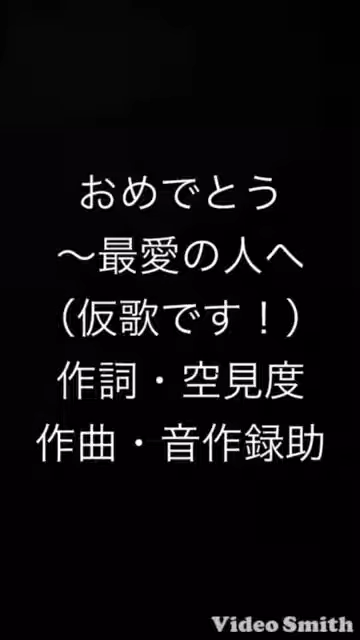 おめでとう
～最愛の人へ
（仮歌です！）
作詞・空見度
作曲・音作録助
Video Smith